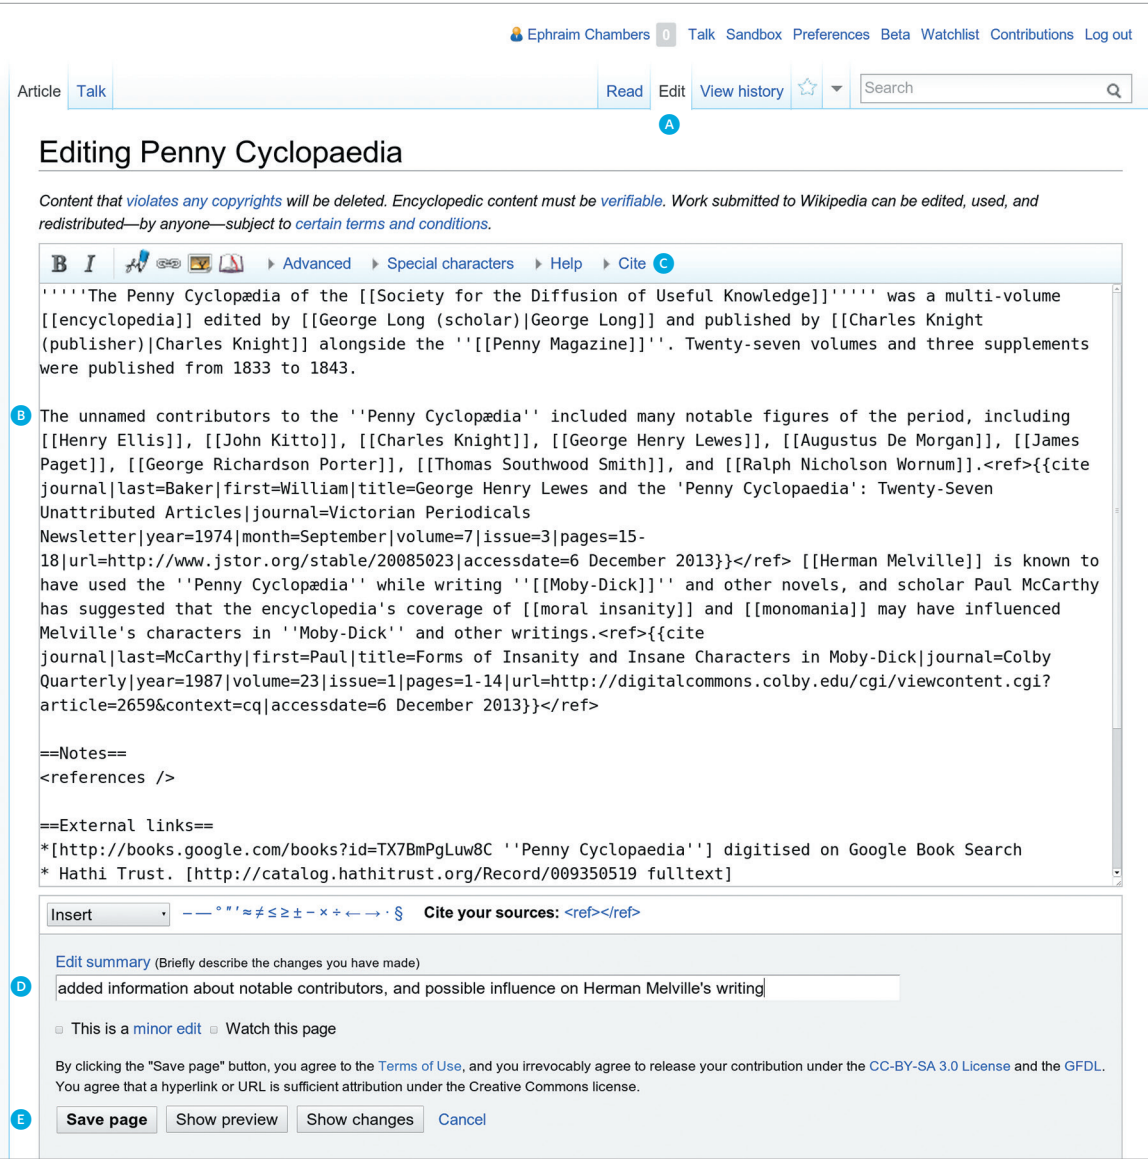 Ephraim Chambers 0 Talk Sandbox Preferences Beta Watchlist Contributions Log out
Article Talk Read Edit View history Search
A
Editing Penny Cyclopaedia
Content that violates any copyrights will be deleted. Encyclopedic content must be verifiable. Work submitted to Wikipedia can be edited, used, and
redistributed—by anyone—subject to certain terms and conditions.
B I Advanced Special characters Help Cite C
'''''The Penny Cyclopædia of the [[Society for the Diffusion of Useful Knowledge]]''''' was a multi-volume
[[encyclopedia]] edited by [[George Long (scholar)|George Long]] and published by [[Charles Knight
(publisher)|Charles Knight]] alongside the ''[[Penny Magazine]]''. Twenty-seven volumes and three supplements
were published from 1833 to 1843.
B The unnamed contributors to the ''Penny Cyclopædia'' included many notable figures of the period, including
[[Henry Ellis]], [[John Kitto]], [[Charles Knight]], [[George Henry Lewes]], [[Augustus De Morgan]], [[James
Paget]], [[George Richardson Porter]], [[Thomas Southwood Smith]], and [[Ralph Nicholson Wornum]].<ref>{{cite
journal|last=Baker|first=William|title=George Henry Lewes and the 'Penny Cyclopaedia': Twenty-Seven
Unattributed Articles|journal=Victorian Periodicals
Newsletter|year=1974|month=September|volume=7|issue=3|pages=15-
18|url=http://www.jstor.org/stable/20085023|accessdate=6 December 2013}}</ref> [[Herman Melville]] is known to
have used the ''Penny Cyclopædia'' while writing ''[[Moby-Dick]]'' and other novels, and scholar Paul McCarthy
has suggested that the encyclopedia's coverage of [[moral insanity]] and [[monomania]] may have influenced
Melville's characters in ''Moby-Dick'' and other writings.<ref>{{cite
journal|last=McCarthy|first=Paul|title=Forms of Insanity and Insane Characters in Moby-Dick|journal=Colby
Quarterly|year=1987|volume=23|issue=1|pages=1-14|url=http://digitalcommons.colby.edu/cgi/viewcontent.cgi?
article=2659&context=cq|accessdate=6 December 2013}}</ref>
==Notes==
<references />
==External links==
*[http://books.google.com/books?id=TX7BmPgLuw8C ''Penny Cyclopaedia''] digitised on Google Book Search
* Hathi Trust. [http://catalog.hathitrust.org/Record/009350519 fulltext]
Insert – — ° ″ ′ ≈ ≠ ≤ ≥ ± − × ÷ ← → · § Cite your sources: <ref></ref>
Edit summary (Briefly describe the changes you have made)
D added information about notable contributors, and possible influence on Herman Melville's writing
This is a minor edit Watch this page
By clicking the "Save page" button, you agree to the Terms of Use, and you irrevocably agree to release your contribution under the CC-BY-SA 3.0 License and the GFDL.
You agree that a hyperlink or URL is sufficient attribution under the Creative Commons license.
E Save page Show preview Show changes Cancel